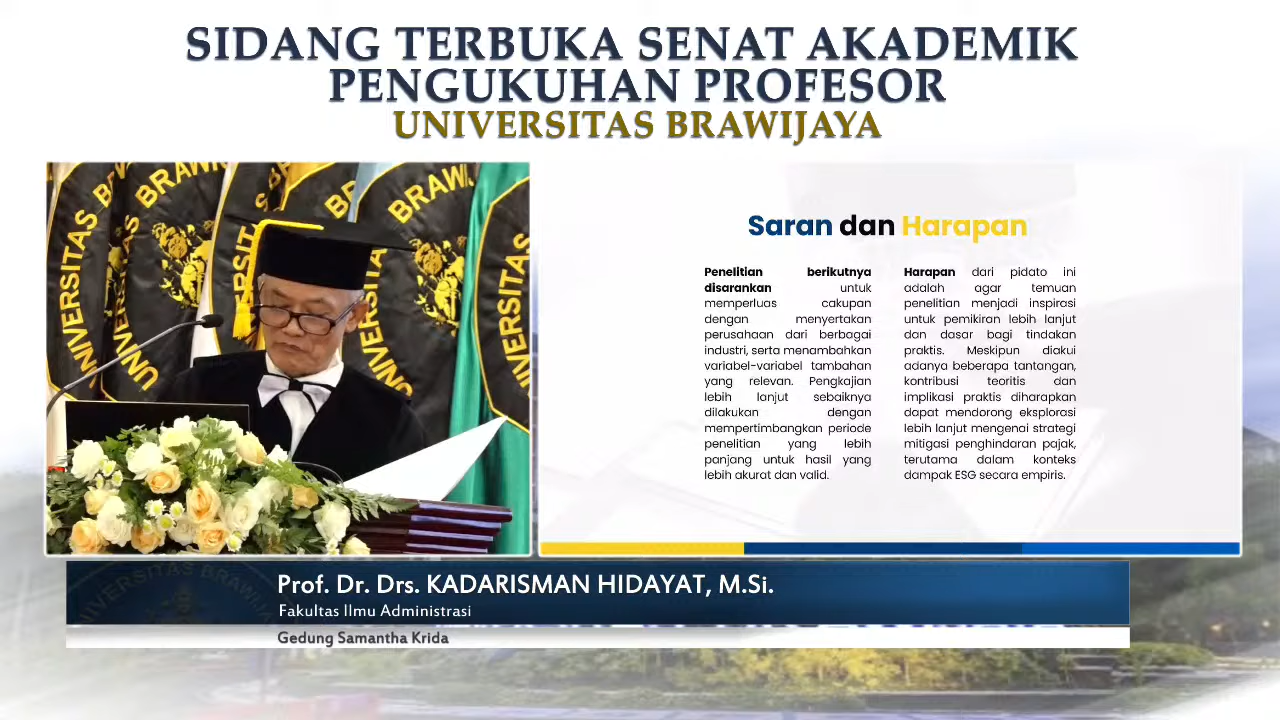 SIDANG TERBUKA SENAT AKADEMIK
PENGUKUHAN PROFESOR
UNIVERSITAS BRAWIJAYA
UNIVERSITAS BRAWIJAYA
UNIVERSITAS
BRAWIJAYA
UNIVERSITAS
Saran dan Harapan
Penelitian berikutnya
disarankan untuk
memperluas cakupan
dengan menyertakan
perusahaan dari berbagai
industri, serta menambahkan
variabel-variabel tambahan
yang relevan. Pengkajian
lebih lanjut sebaiknya
dilakukan dengan
mempertimbangkan periode
penelitian yang lebih
panjang untuk hasil yang
lebih akurat dan valid.
Harapan dari pidato ini
adalah agar temuan
penelitian menjadi inspirasi
untuk pemikiran lebih lanjut
dan dasar bagi tindakan
praktis. Meskipun diakui
adanya beberapa tantangan,
kontribusi teoritis dan
implikasi praktis diharapkan
dapat mendorong eksplorasi
lebih lanjut mengenai strategi
mitigasi penghindaran pajak,
terutama dalam konteks
dampak ESG secara empiris.
Prof. Dr. Drs. KADARISMAN HIDAYAT, M.Si.
Fakultas Ilmu Administrasi
Gedung Samantha Krida